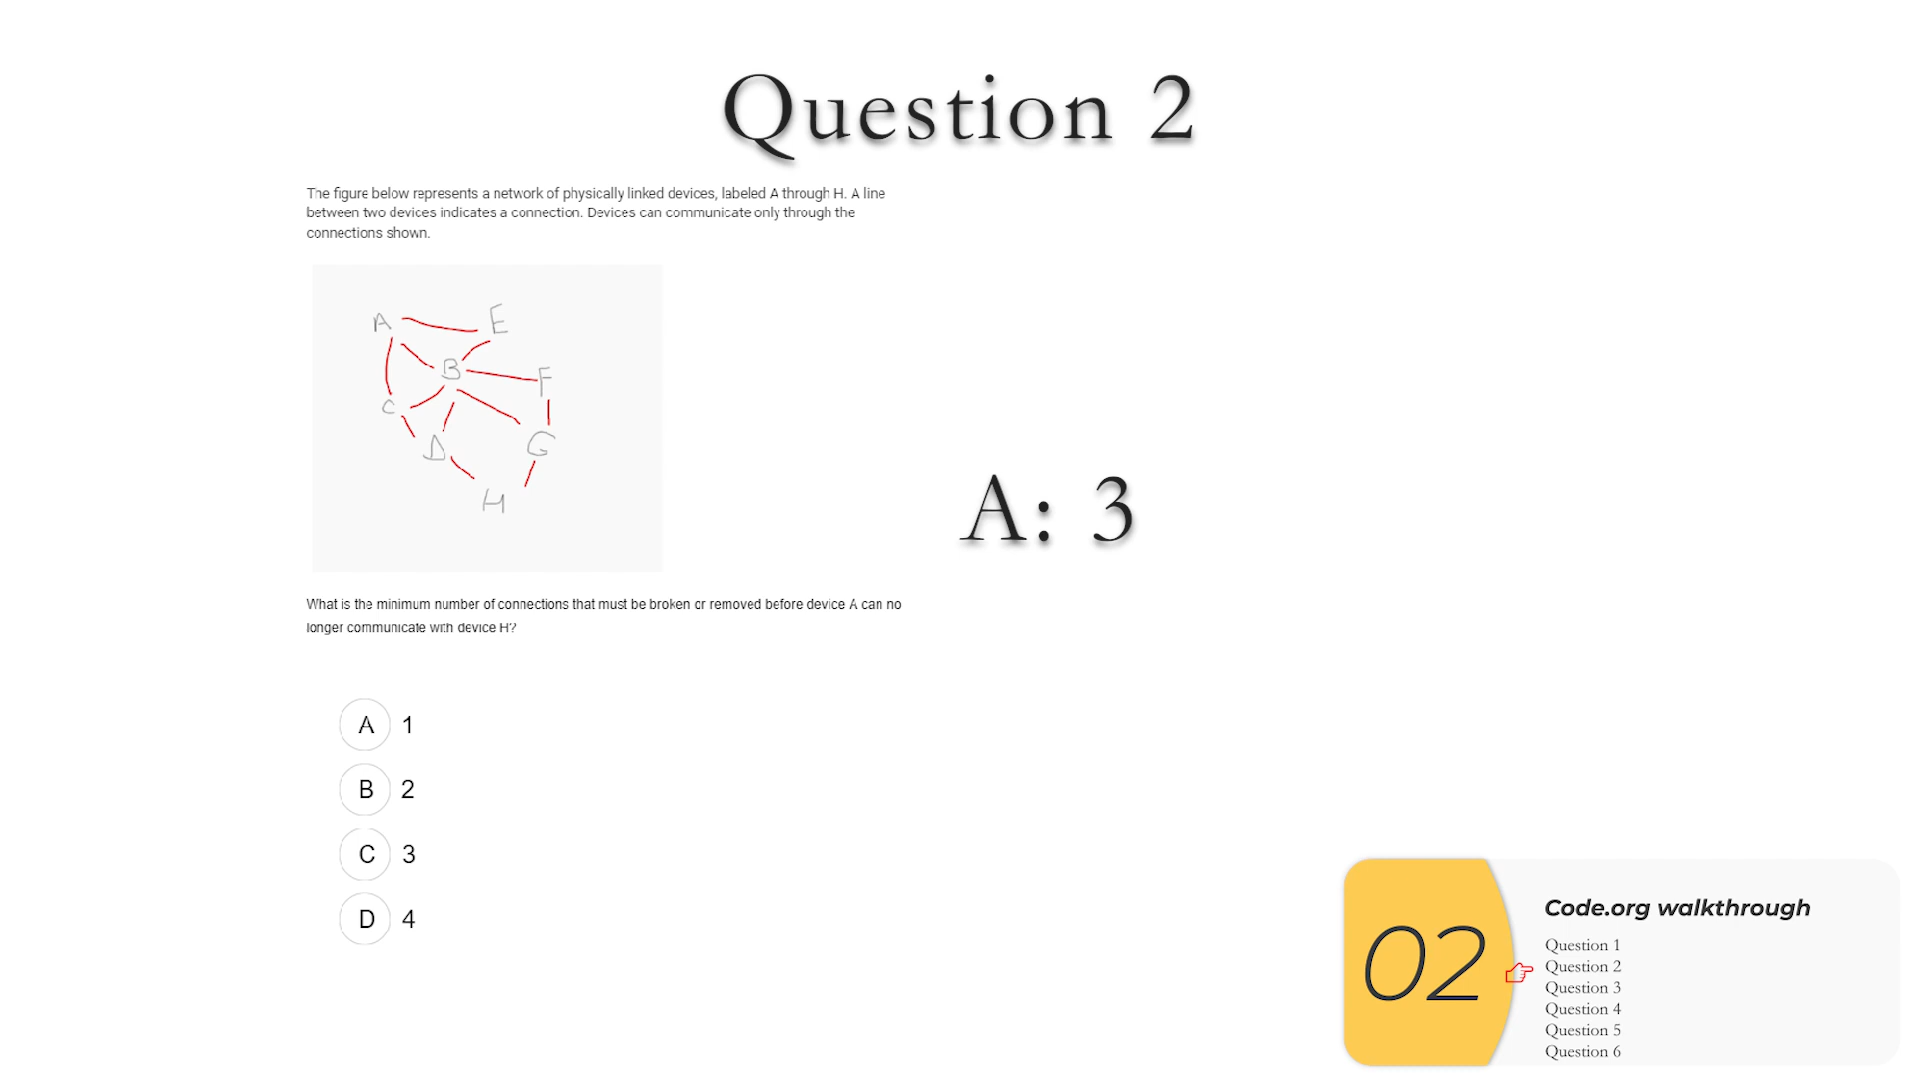 Question 2
The figure below represents a network of physically linked devices, labeled A through H. A line
between two devices indicates a connection. Devices can communicate only through the
connections shown.
A
E
B
F
C
D
G
H
A: 3
What is the minimum number of connections that must be broken or removed before device A can no
longer communicate with device H?
A 1
B 2
C 3
D 4
02
Code.org walkthrough
Question 1
Question 2
Question 3
Question 4
Question 5
Question 6